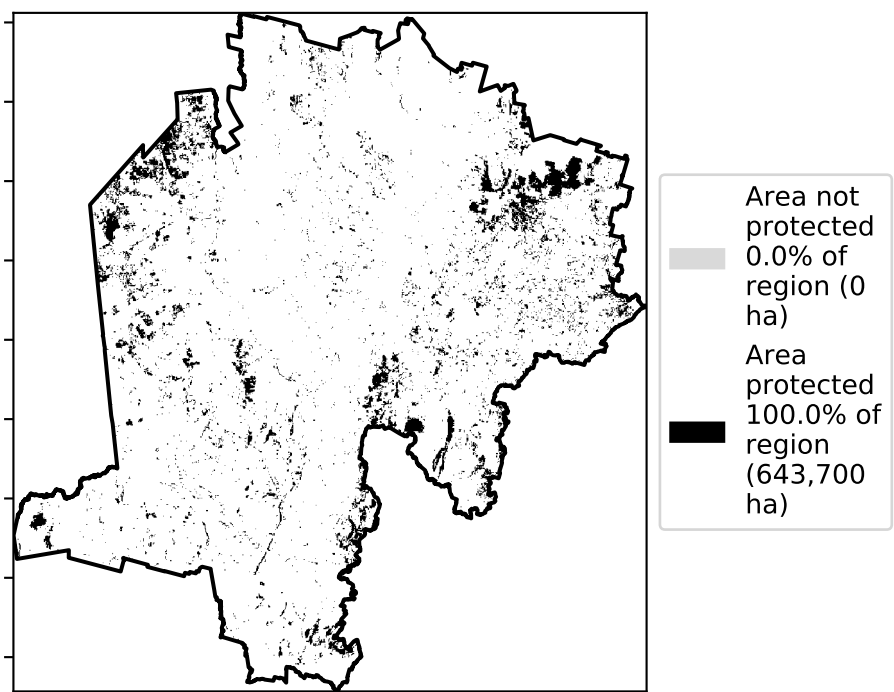 Area not
protected
0.0% of
region (0
ha)
Area
protected
100.0% of
region
(643,700
ha)